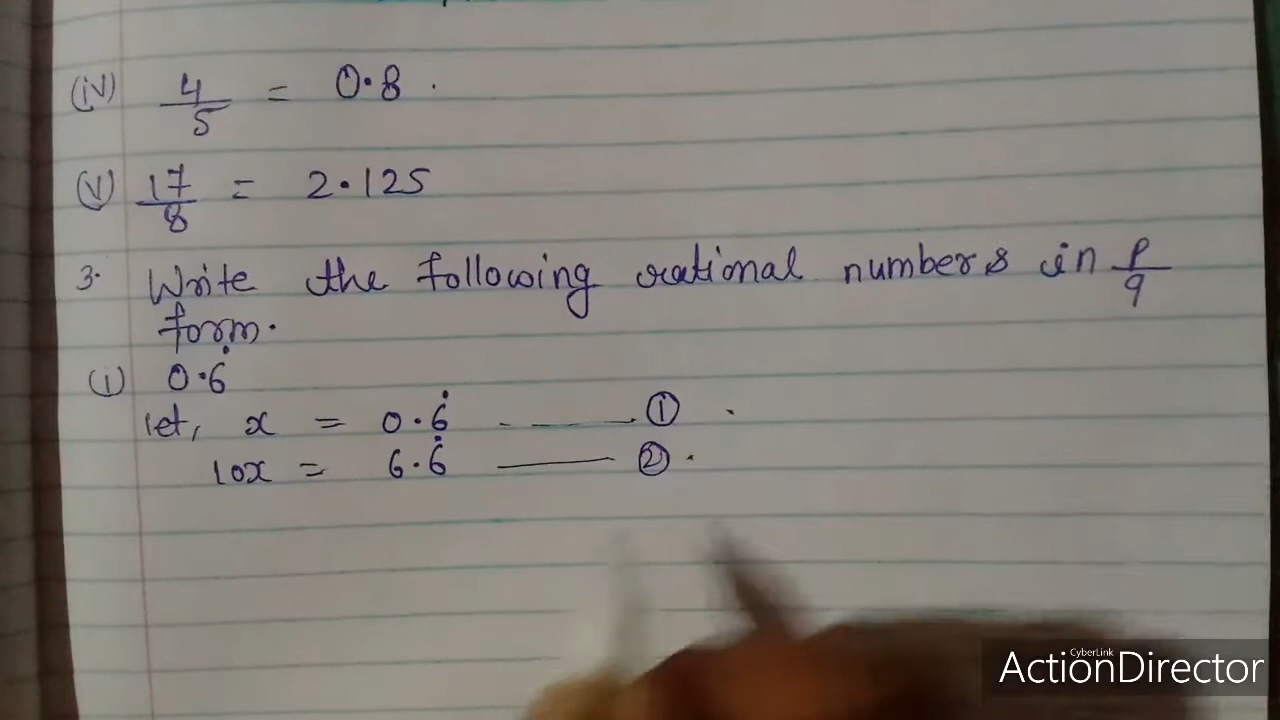 (iv) 4/5 = 0.8.
(v) 17/8 = 2.125
3. Write the following rational numbers in p/q
form.
(i) 0.6̇
let, x = 0.6̇ ------- ①.
10x = 6.6̇ ——— ②.
CyberLink
ActionDirector